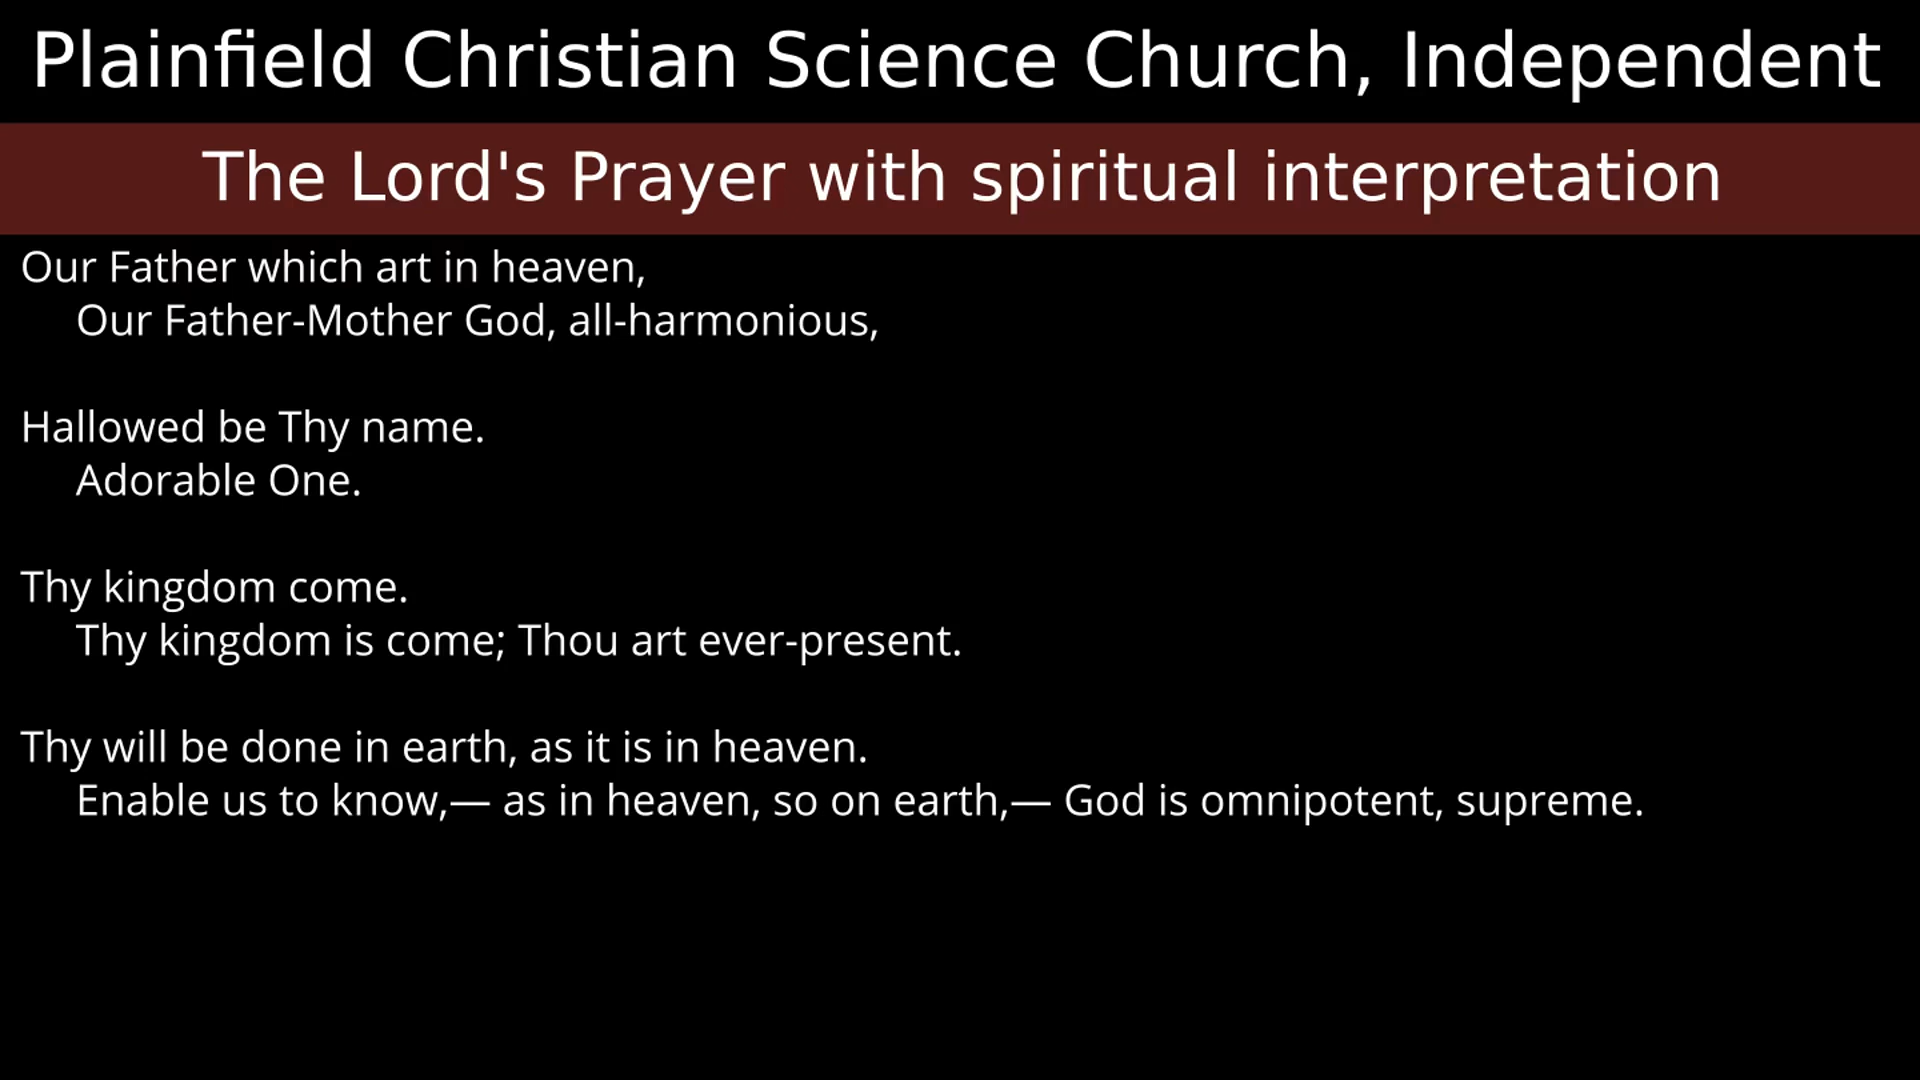 Plainfield Christian Science Church, Independent
The Lord's Prayer with spiritual interpretation
Our Father which art in heaven,
Our Father-Mother God, all-harmonious,
Hallowed be Thy name.
Adorable One.
Thy kingdom come.
Thy kingdom is come; Thou art ever-present.
Thy will be done in earth, as it is in heaven.
Enable us to know,— as in heaven, so on earth,— God is omnipotent, supreme.